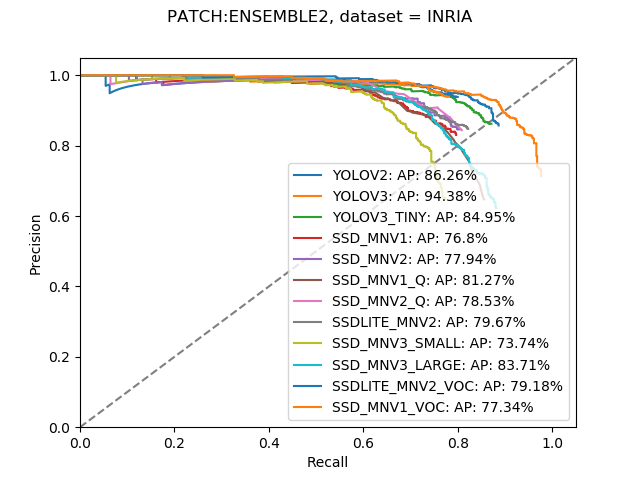 PATCH:ENSEMBLE2, dataset = INRIA
1.0
0.8
0.6
0.4
0.2
0.0
Precision
YOLOV2: AP: 86.26%
YOLOV3: AP: 94.38%
YOLOV3_TINY: AP: 84.95%
SSD_MNV1: AP: 76.8%
SSD_MNV2: AP: 77.94%
SSD_MNV1_Q: AP: 81.27%
SSD_MNV2_Q: AP: 78.53%
SSDLITE_MNV2: AP: 79.67%
SSD_MNV3_SMALL: AP: 73.74%
SSD_MNV3_LARGE: AP: 83.71%
SSDLITE_MNV2_VOC: AP: 79.18%
SSD_MNV1_VOC: AP: 77.34%
0.0 0.2 0.4 0.6 0.8 1.0
Recall